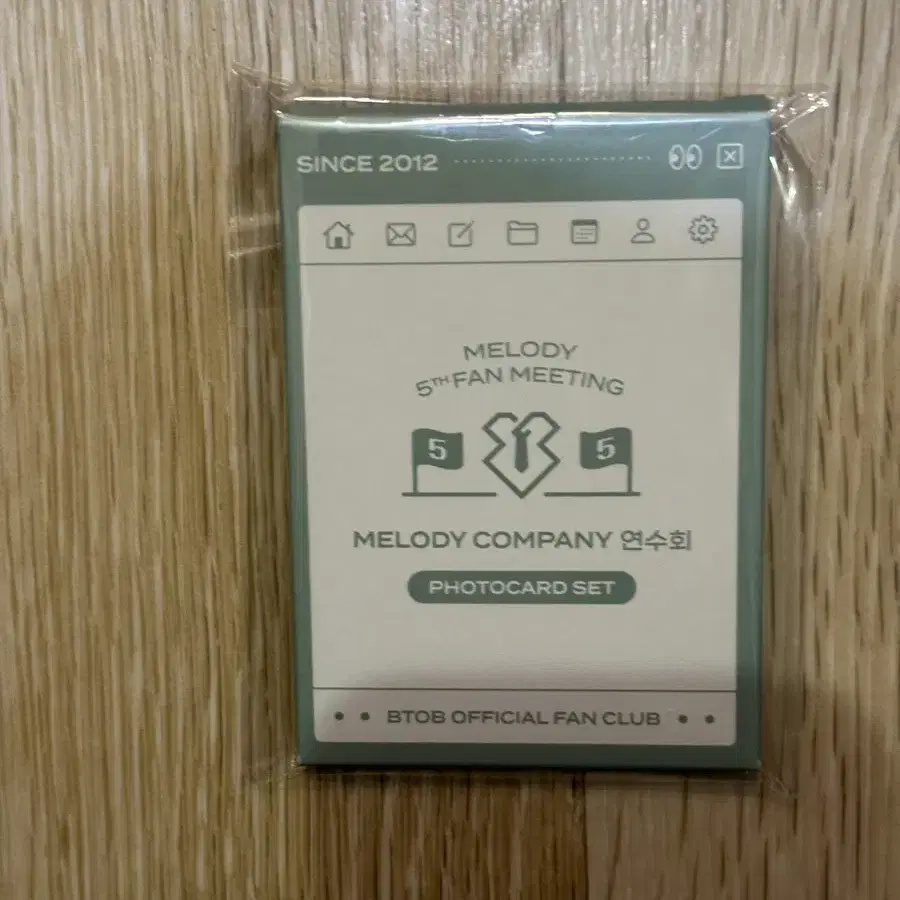 SINCE 2012
MELODY
5TH FAN MEETING
5 5
MELODY COMPANY 연수회
PHOTOCARD SET
BTOB OFFICIAL FAN CLUB